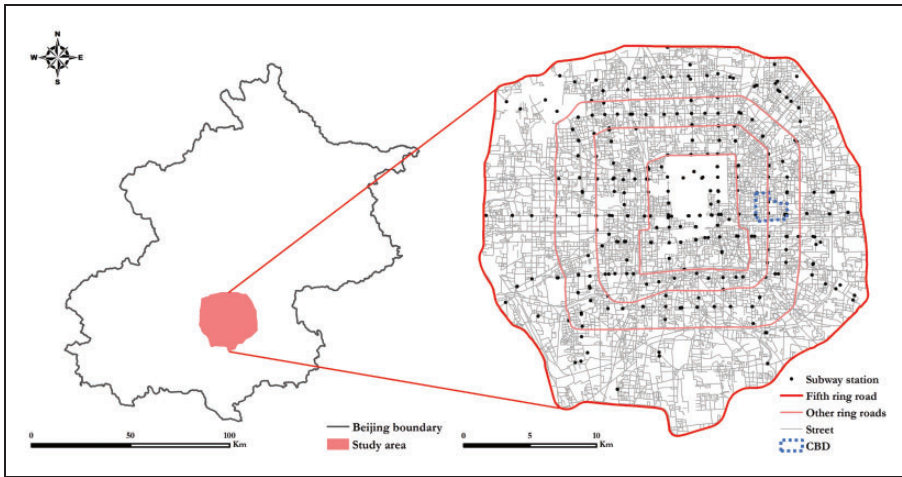 N
W E
S
Beijing boundary
Study area
0 50 100
Km
0 5 10
Km
Subway station
Fifth ring road
Other ring roads
Street
CBD